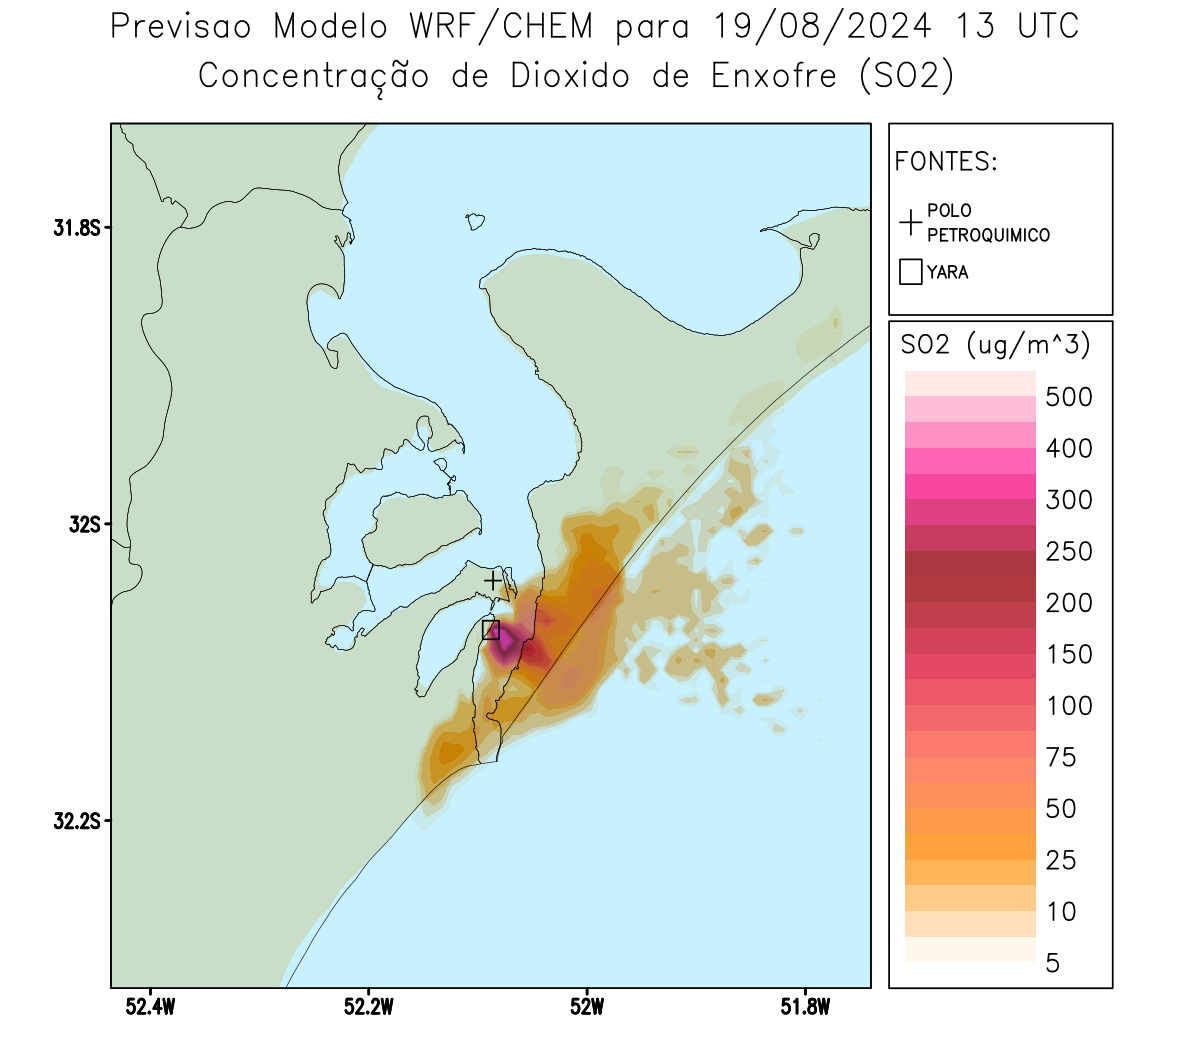 Previsao Modelo WRF/CHEM para 19/08/2024 13 UTC
Concentração de Dioxido de Enxofre (SO2)
FONTES:
POLO
PETROQUIMICO
YARA
31.8S
32S
32.2S
52.4W
52.2W
52W
51.8W
SO2 (ug/m^3)
500
400
300
250
200
150
100
75
50
25
10
5